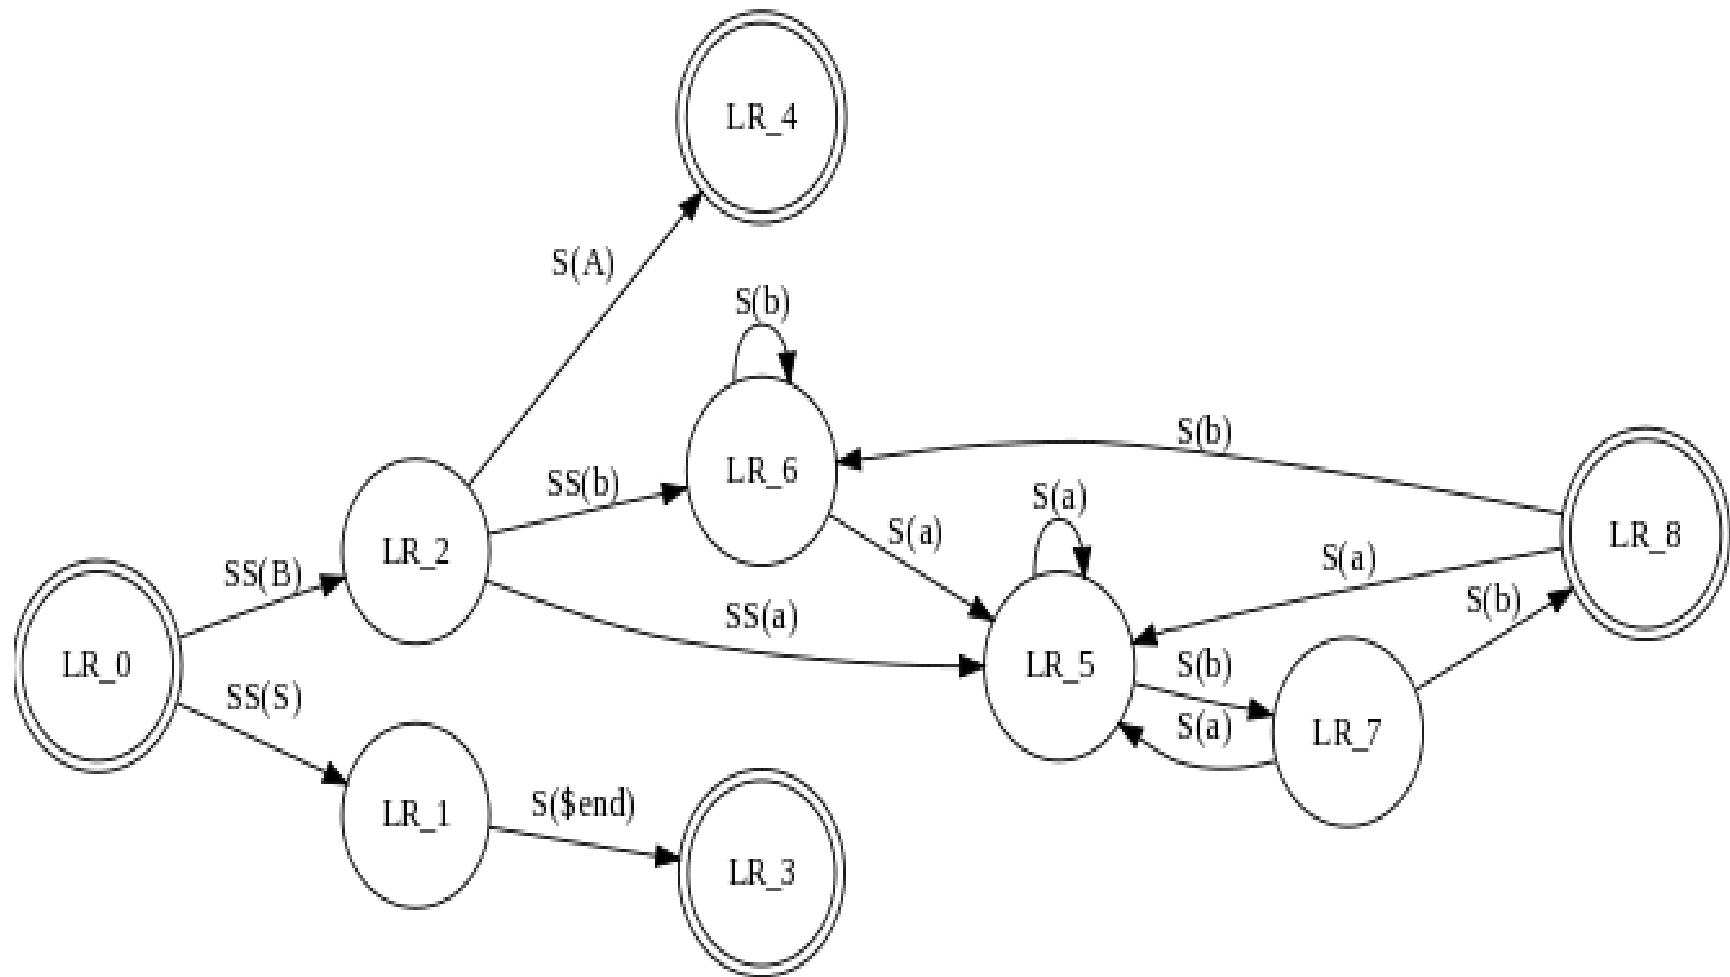 LR_4
S(A)
S(b)
S(b)
LR_6
SS(b)
S(a)
LR_8
S(a)
LR_2
S(a)
SS(B)
S(b)
SS(a)
LR_0
LR_5
S(b)
SS(S)
S(a)
LR_7
S($end)
LR_1
LR_3